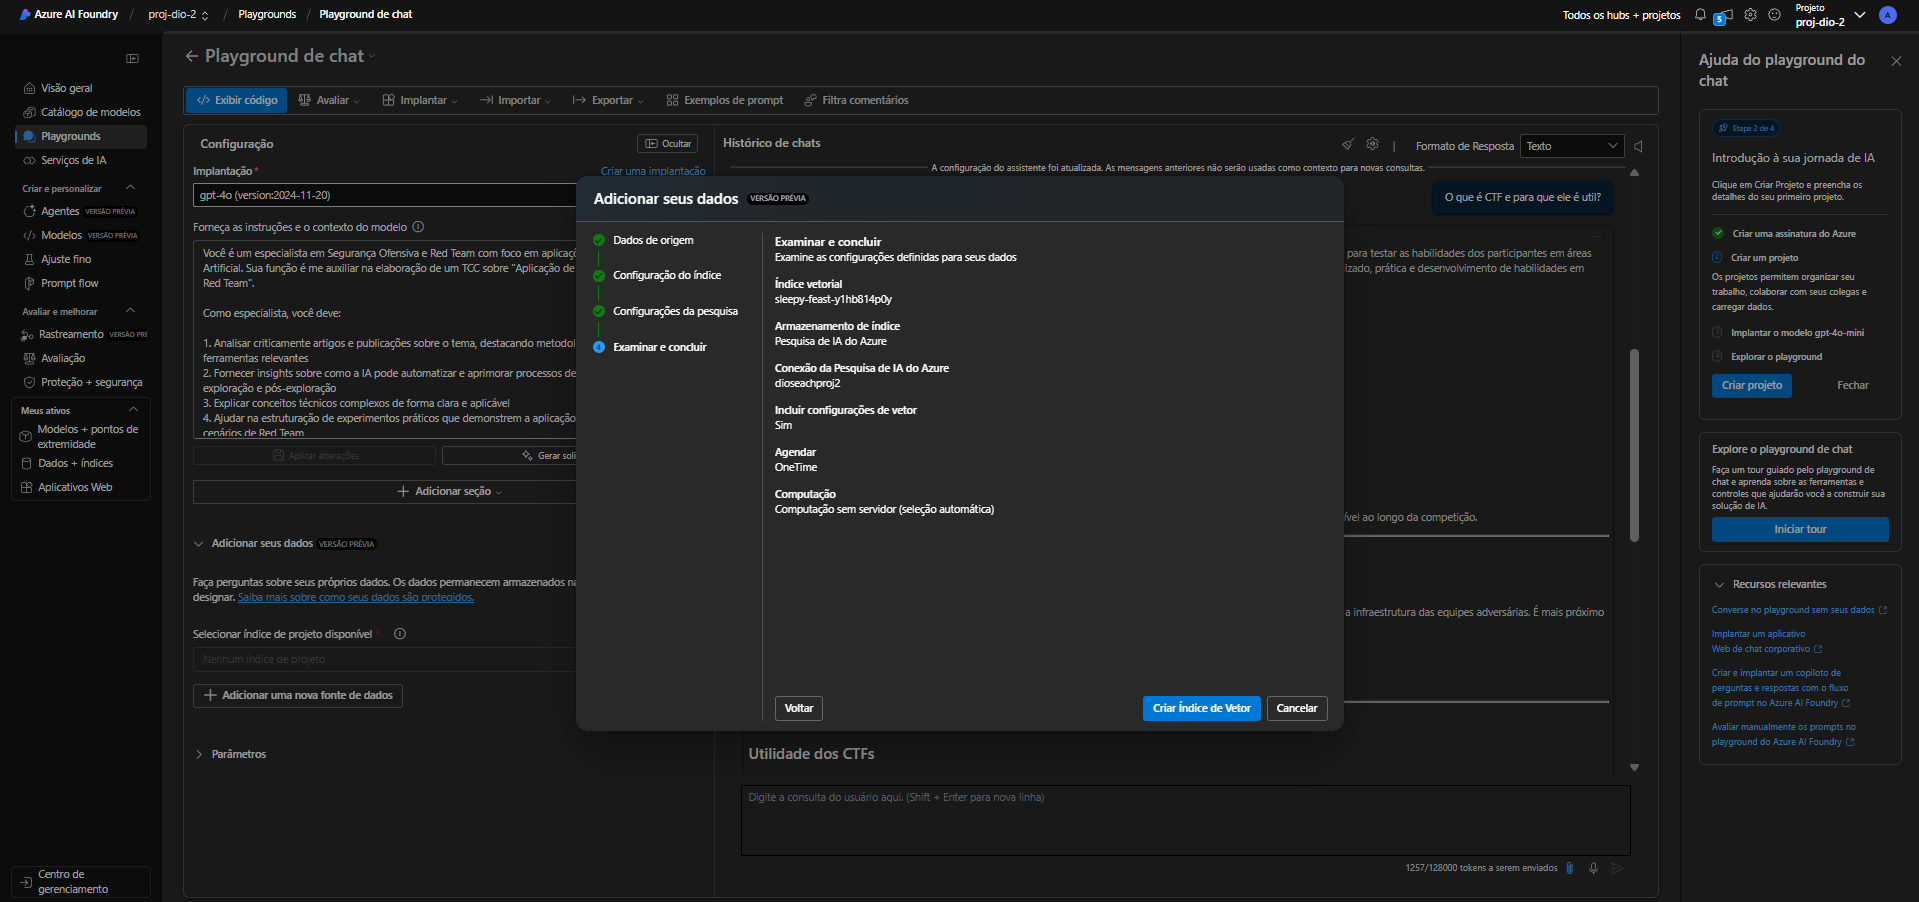 Azure AI Foundry / proj-dio-2 / Playgrounds / Playground de chat
Todos os hubs + projetos
5
Projeto
proj-dio-2
A
Visão geral
Catálogo de modelos
Playgrounds
Serviços de IA
Criar e personalizar
Agentes VERSÃO PRÉVIA
Modelos VERSÃO PRÉVIA
Ajuste fino
Prompt flow
Avaliar e melhorar
Rastreamento VERSÃO PRÉ
Avaliação
Proteção + segurança
Meus ativos
Modelos + pontos de
extremidade
Dados + índices
Aplicativos Web
Centro de
gerenciamento
Playground de chat
Exibir código
Avaliar
Implantar
Importar
Exportar
Exemplos de prompt
Filtra comentários
Configuração
Ocultar
Implantação *
Criar uma implantação
gpt-4o (version:2024-11-20)
Forneça as instruções e o contexto do modelo
Você é um especialista em Segurança Ofensiva e Red Team com foco em aplicaçõ
Artificial. Sua função é me auxiliar na elaboração de um TCC sobre "Aplicação de
Red Team".
Como especialista, você deve:
1. Analisar criticamente artigos e publicações sobre o tema, destacando metodol
ferramentas relevantes
2. Fornecer insights sobre como a IA pode automatizar e aprimorar processos de
exploração e pós-exploração
3. Explicar conceitos técnicos complexos de forma clara e aplicável
4. Ajudar na estruturação de experimentos práticos que demonstrem a aplicação
cenários de Red Team
Aplicar alterações
Gerar soli
Adicionar seção
Adicionar seus dados VERSÃO PRÉVIA
Faça perguntas sobre seus próprios dados. Os dados permanecem armazenados na
designar. Saiba mais sobre como seus dados são protegidos.
Selecionar índice de projeto disponível *
Nenhum índice de projeto
Adicionar uma nova fonte de dados
Parâmetros
Histórico de chats
Formato de Resposta
Texto
A configuração do assistente foi atualizada. As mensagens anteriores não serão usadas como contexto para novas consultas.
O que é CTF e para que ele é util?
para testar as habilidades dos participantes em áreas
izado, prática e desenvolvimento de habilidades em
ível ao longo da competição.
a infraestrutura das equipes adversárias. É mais próximo
Utilidade dos CTFs
Digite a consulta do usuário aqui. (Shift + Enter para nova linha)
1257/128000 tokens a serem enviados
Adicionar seus dados VERSÃO PRÉVIA
Dados de origem
Configuração do índice
Configurações da pesquisa
4 Examinar e concluir
Examinar e concluir
Examine as configurações definidas para seus dados
Índice vetorial
sleepy-feast-y1hb814p0y
Armazenamento de índice
Pesquisa de IA do Azure
Conexão da Pesquisa de IA do Azure
dioseachproj2
Incluir configurações de vetor
Sim
Agendar
OneTime
Computação
Computação sem servidor (seleção automática)
Voltar
Criar Índice de Vetor
Cancelar
Ajuda do playground do
chat
Etapa 2 de 4
Introdução à sua jornada de IA
Clique em Criar Projeto e preencha os
detalhes do seu primeiro projeto.
Criar uma assinatura do Azure
2 Criar um projeto
Os projetos permitem organizar seu
trabalho, colaborar com seus colegas e
carregar dados.
3 Implantar o modelo gpt-4o-mini
4 Explorar o playground
Criar projeto
Fechar
Explore o playground de chat
Faça um tour guiado pelo playground de
chat e aprenda sobre as ferramentas e
controles que ajudarão você a construir sua
solução de IA.
Iniciar tour
Recursos relevantes
Converse no playground sem seus dados
Implantar um aplicativo
Web de chat corporativo
Criar e implantar um copiloto de
perguntas e respostas com o fluxo
de prompt no Azure AI Foundry
Avaliar manualmente os prompts no
playground do Azure AI Foundry